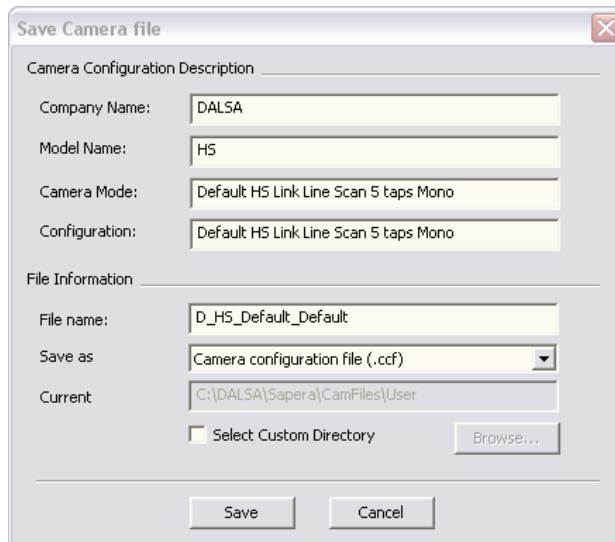 Save Camera file
Camera Configuration Description
Company Name: DALSA
Model Name: HS
Camera Mode: Default HS Link Line Scan 5 taps Mono
Configuration: Default HS Link Line Scan 5 taps Mono
File Information
File name: D_HS_Default_Default
Save as Camera configuration file (.ccf)
Current C:\DALSA\Sapera\CamFiles\User
Select Custom Directory Browse...
Save Cancel